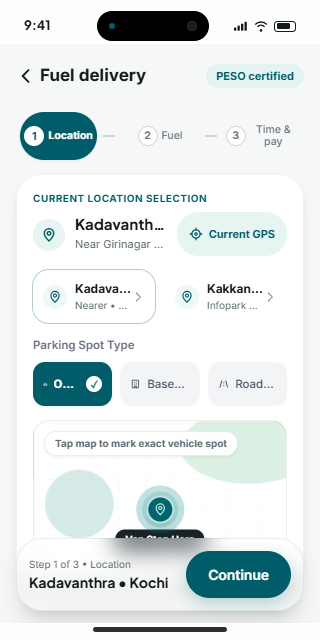 9:41
Fuel delivery
PESO certified
1 Location
2 Fuel
3 Time & pay
CURRENT LOCATION SELECTION
Kadavanth...
Near Girinagar ...
Current GPS
Kadava...
Nearer • ...
Kakkan...
Infopark ...
Parking Spot Type
O...
Base...
Road...
Tap map to mark exact vehicle spot
Step 1 of 3 • Location
Kadavanthra ● Kochi
Continue